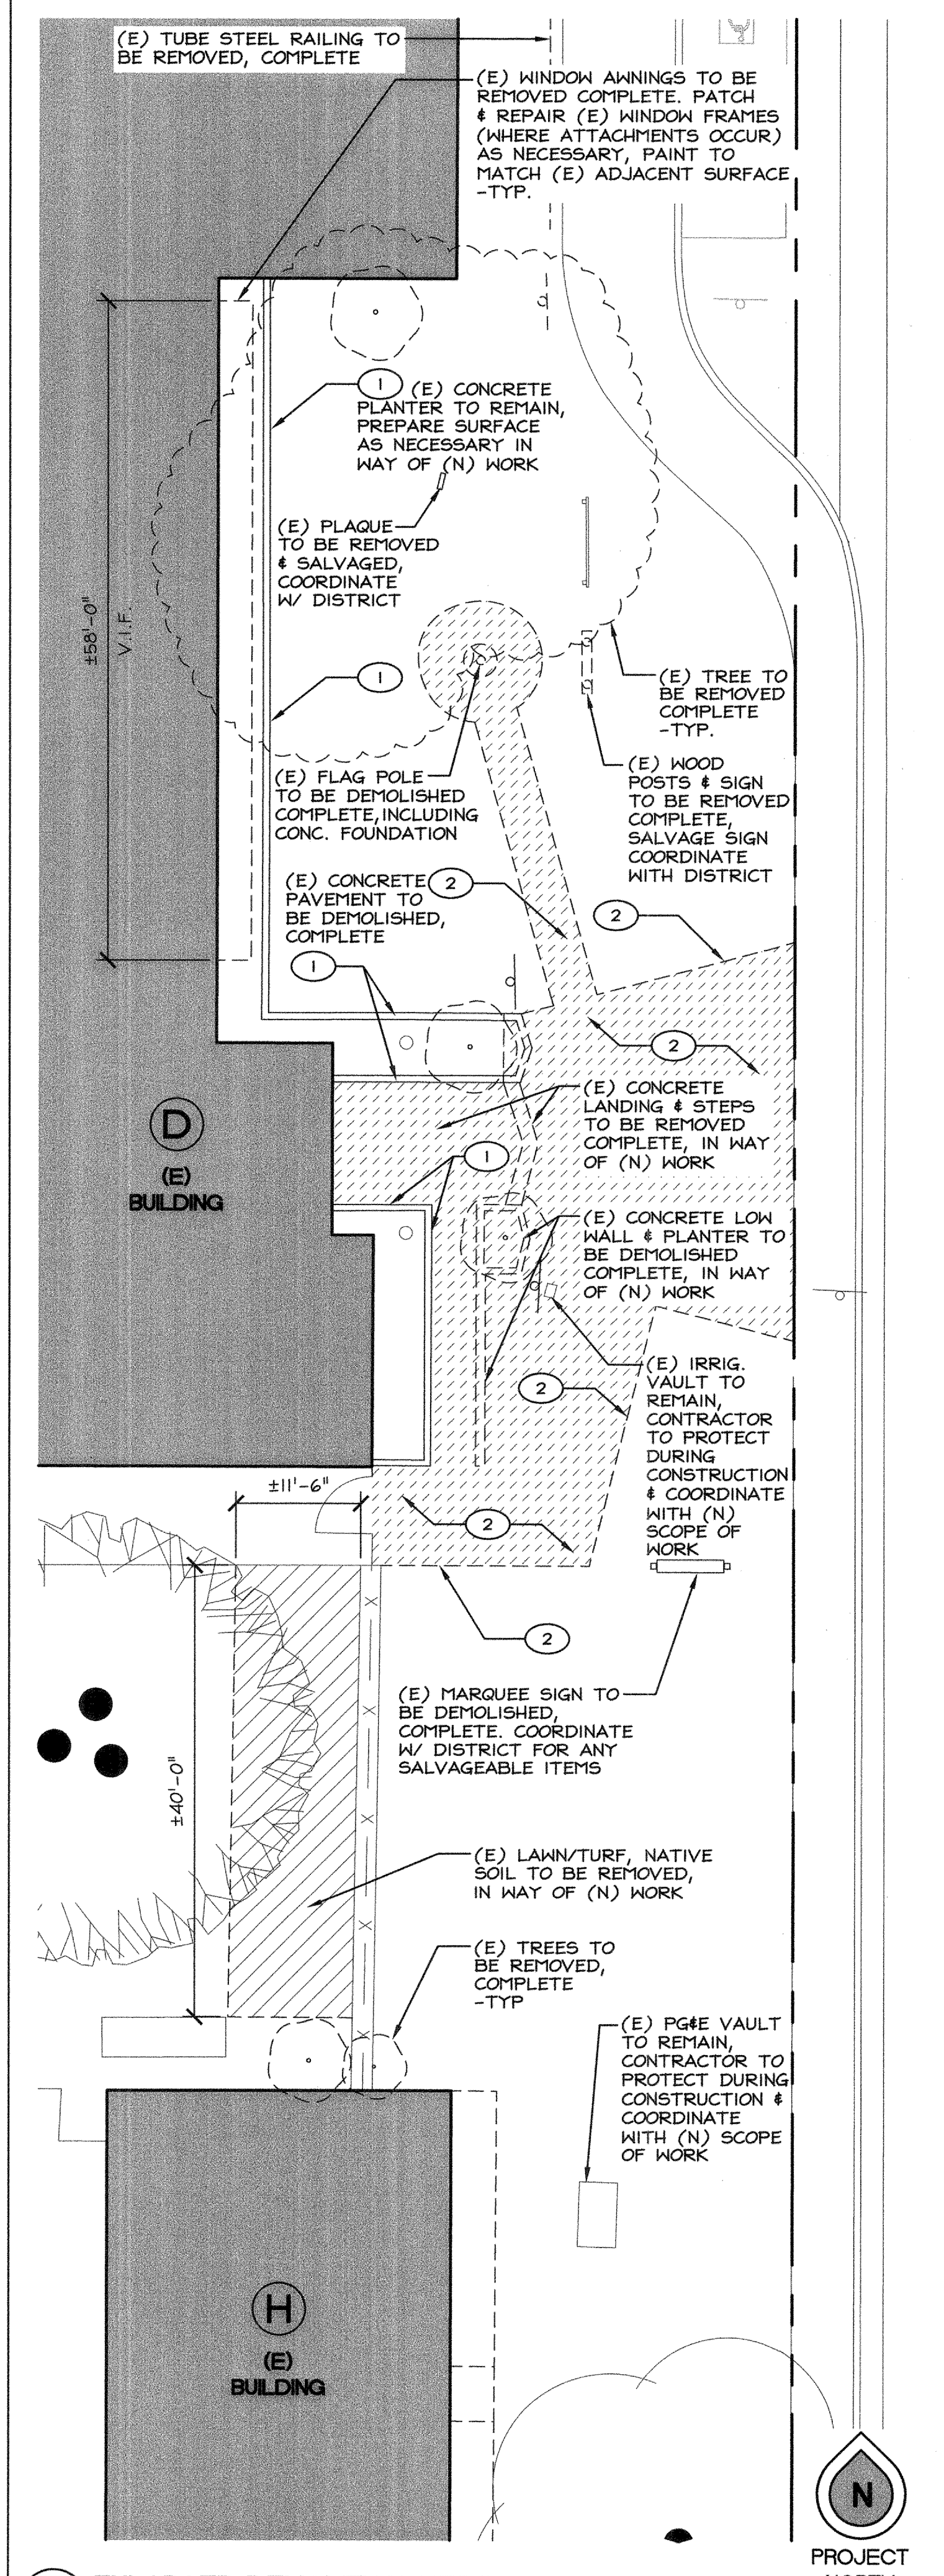 (E) TUBE STEEL RAILING TO
BE REMOVED, COMPLETE
(E) WINDOW AWNINGS TO BE
REMOVED COMPLETE. PATCH
& REPAIR (E) WINDOW FRAMES
(WHERE ATTACHMENTS OCCUR)
AS NECESSARY, PAINT TO
MATCH (E) ADJACENT SURFACE
-TYP.
1
(E) CONCRETE
PLANTER TO REMAIN,
PREPARE SURFACE
AS NECESSARY IN
WAY OF (N) WORK
(E) PLAQUE
TO BE REMOVED
& SALVAGED,
COORDINATE
W/ DISTRICT
±58'-0"
V.I.F.
1
(E) TREE TO
BE REMOVED
COMPLETE
-TYP.
(E) FLAG POLE
TO BE DEMOLISHED
COMPLETE, INCLUDING
CONC. FOUNDATION
(E) WOOD
POSTS & SIGN
TO BE REMOVED
COMPLETE,
SALVAGE SIGN
COORDINATE
WITH DISTRICT
(E) CONCRETE
PAVEMENT TO
BE DEMOLISHED,
COMPLETE
2
2
1
2
(E) CONCRETE
LANDING & STEPS
TO BE REMOVED
COMPLETE, IN WAY
OF (N) WORK
D
(E)
BUILDING
1
(E) CONCRETE LOW
WALL & PLANTER TO
BE DEMOLISHED
COMPLETE, IN WAY
OF (N) WORK
(E) IRRIG.
VAULT TO
REMAIN,
CONTRACTOR
TO PROTECT
DURING
CONSTRUCTION
& COORDINATE
WITH (N)
SCOPE OF
WORK
2
±11'-6"
2
2
(E) MARQUEE SIGN TO
BE DEMOLISHED,
COMPLETE. COORDINATE
W/ DISTRICT FOR ANY
SALVAGEABLE ITEMS
±40'-0"
(E) LAWN/TURF, NATIVE
SOIL TO BE REMOVED,
IN WAY OF (N) WORK
(E) TREES TO
BE REMOVED,
COMPLETE
-TYP
(E) PG&E VAULT
TO REMAIN,
CONTRACTOR TO
PROTECT DURING
CONSTRUCTION &
COORDINATE
WITH (N) SCOPE
OF WORK
H
(E)
BUILDING
N
PROJECT